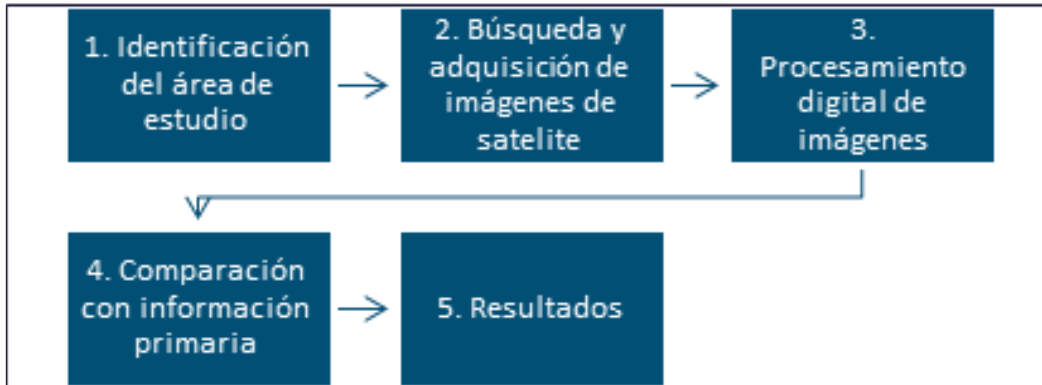 1. Identificación
del área de
estudio
2. Búsqueda y
adquisición de
imágenes de
satelite
3.
Procesamiento
digital de
imágenes
4. Comparación
con información
primaria
5. Resultados